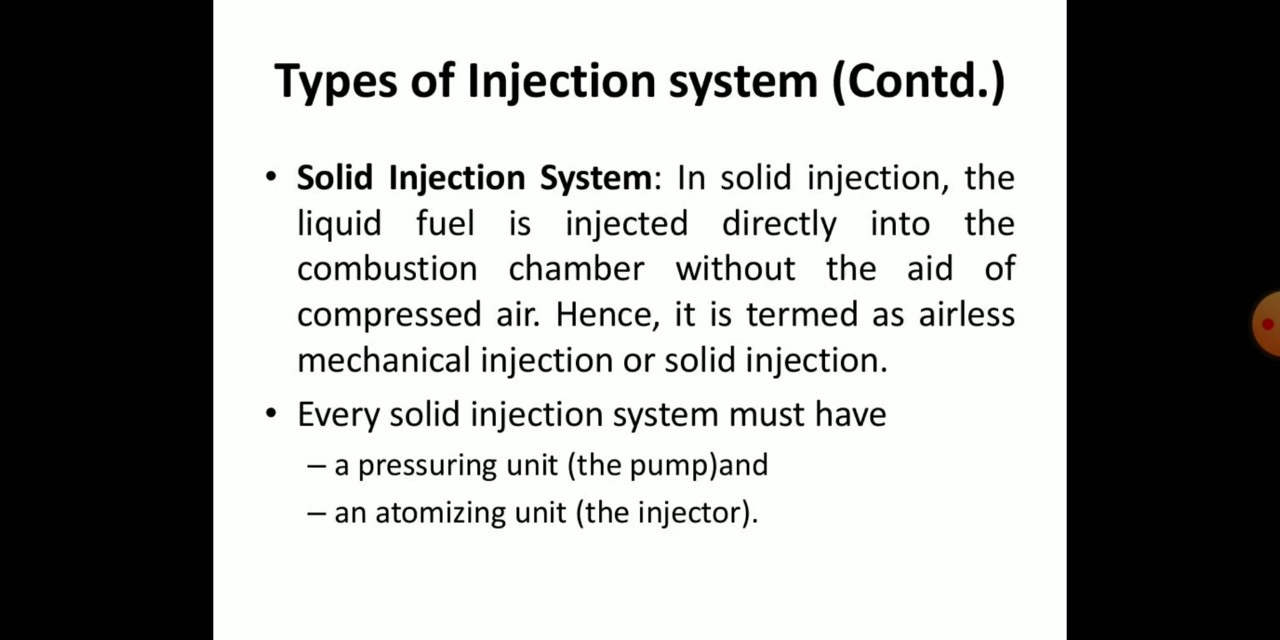 Types of Injection system (Contd.)
• Solid Injection System: In solid injection, the
liquid fuel is injected directly into the
combustion chamber without the aid of
compressed air. Hence, it is termed as airless
mechanical injection or solid injection.
• Every solid injection system must have
– a pressuring unit (the pump)and
– an atomizing unit (the injector).